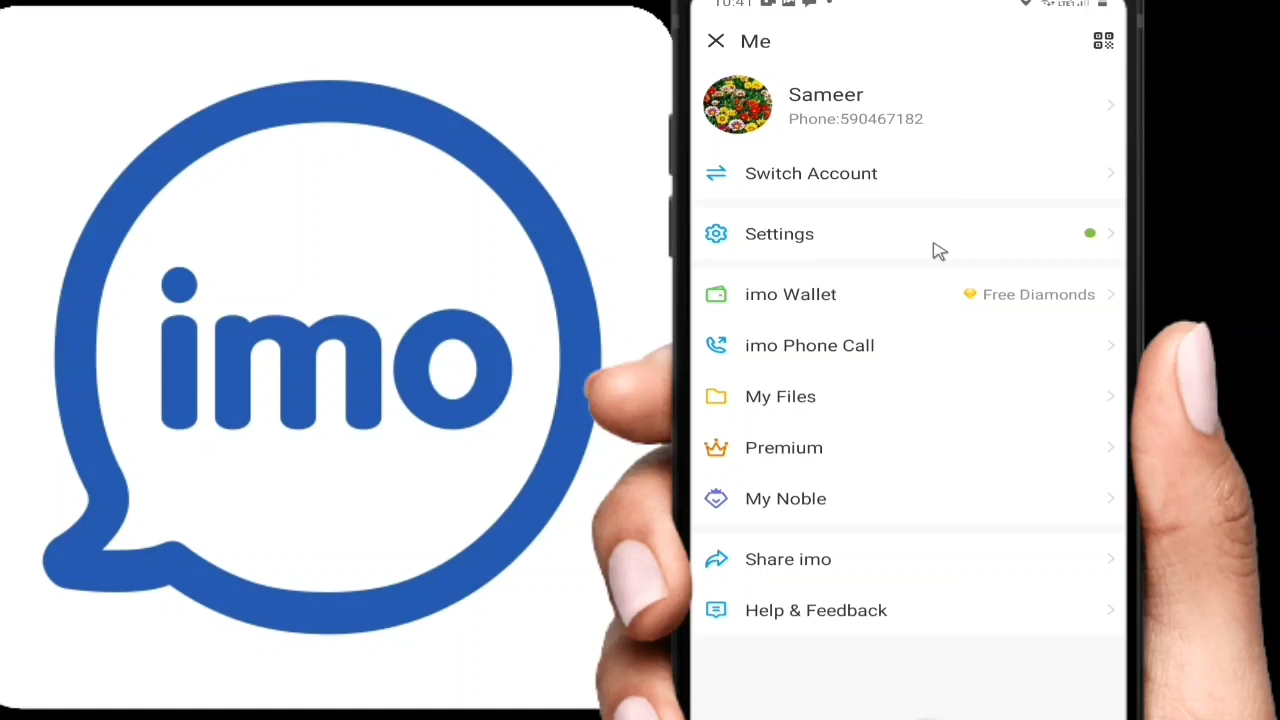 imo
10:41
Me
Sameer
Phone:590467182
Switch Account
Settings
imo Wallet
Free Diamonds
imo Phone Call
My Files
Premium
My Noble
Share imo
Help & Feedback